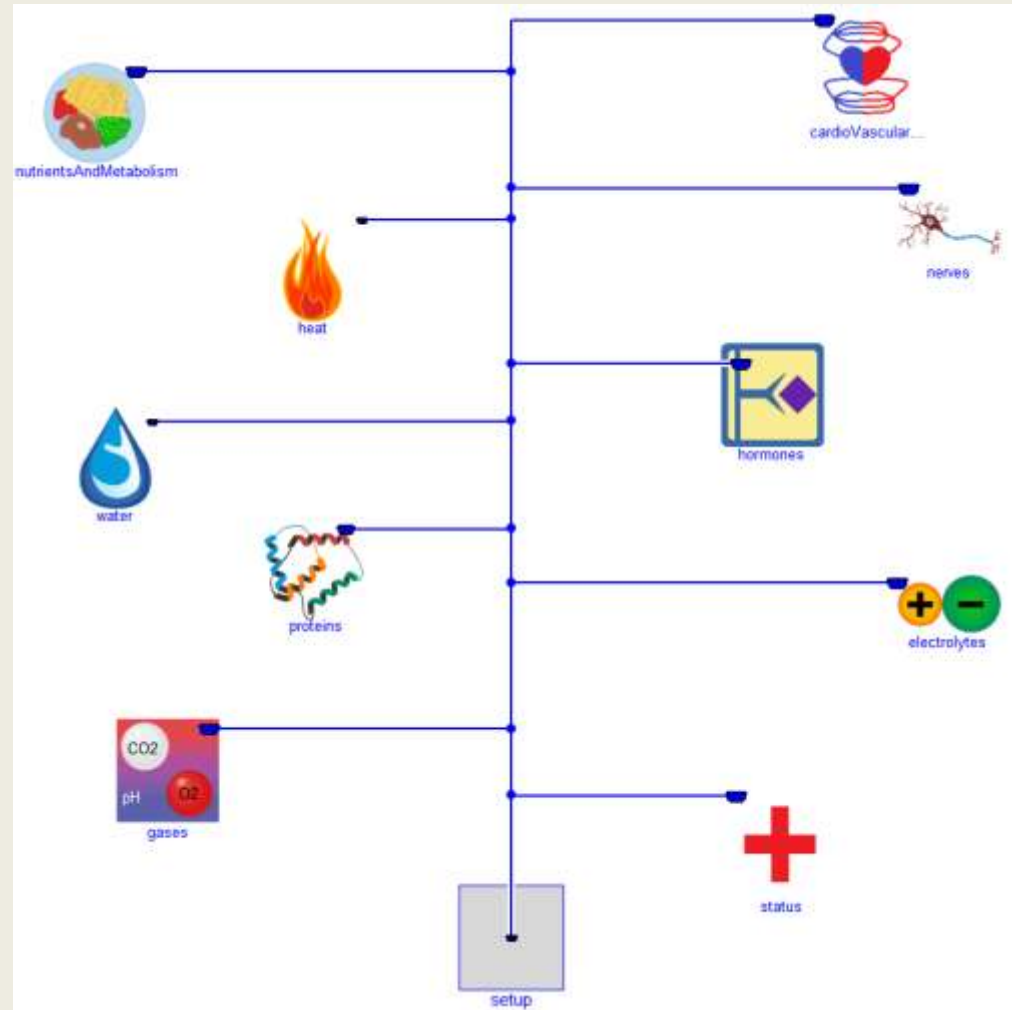 cardioVascular...
nutrientsAndMetabolism
nerves
heat
hormones
water
proteins
+
−
electrolytes
CO2
pH
O2
gases
status
setup